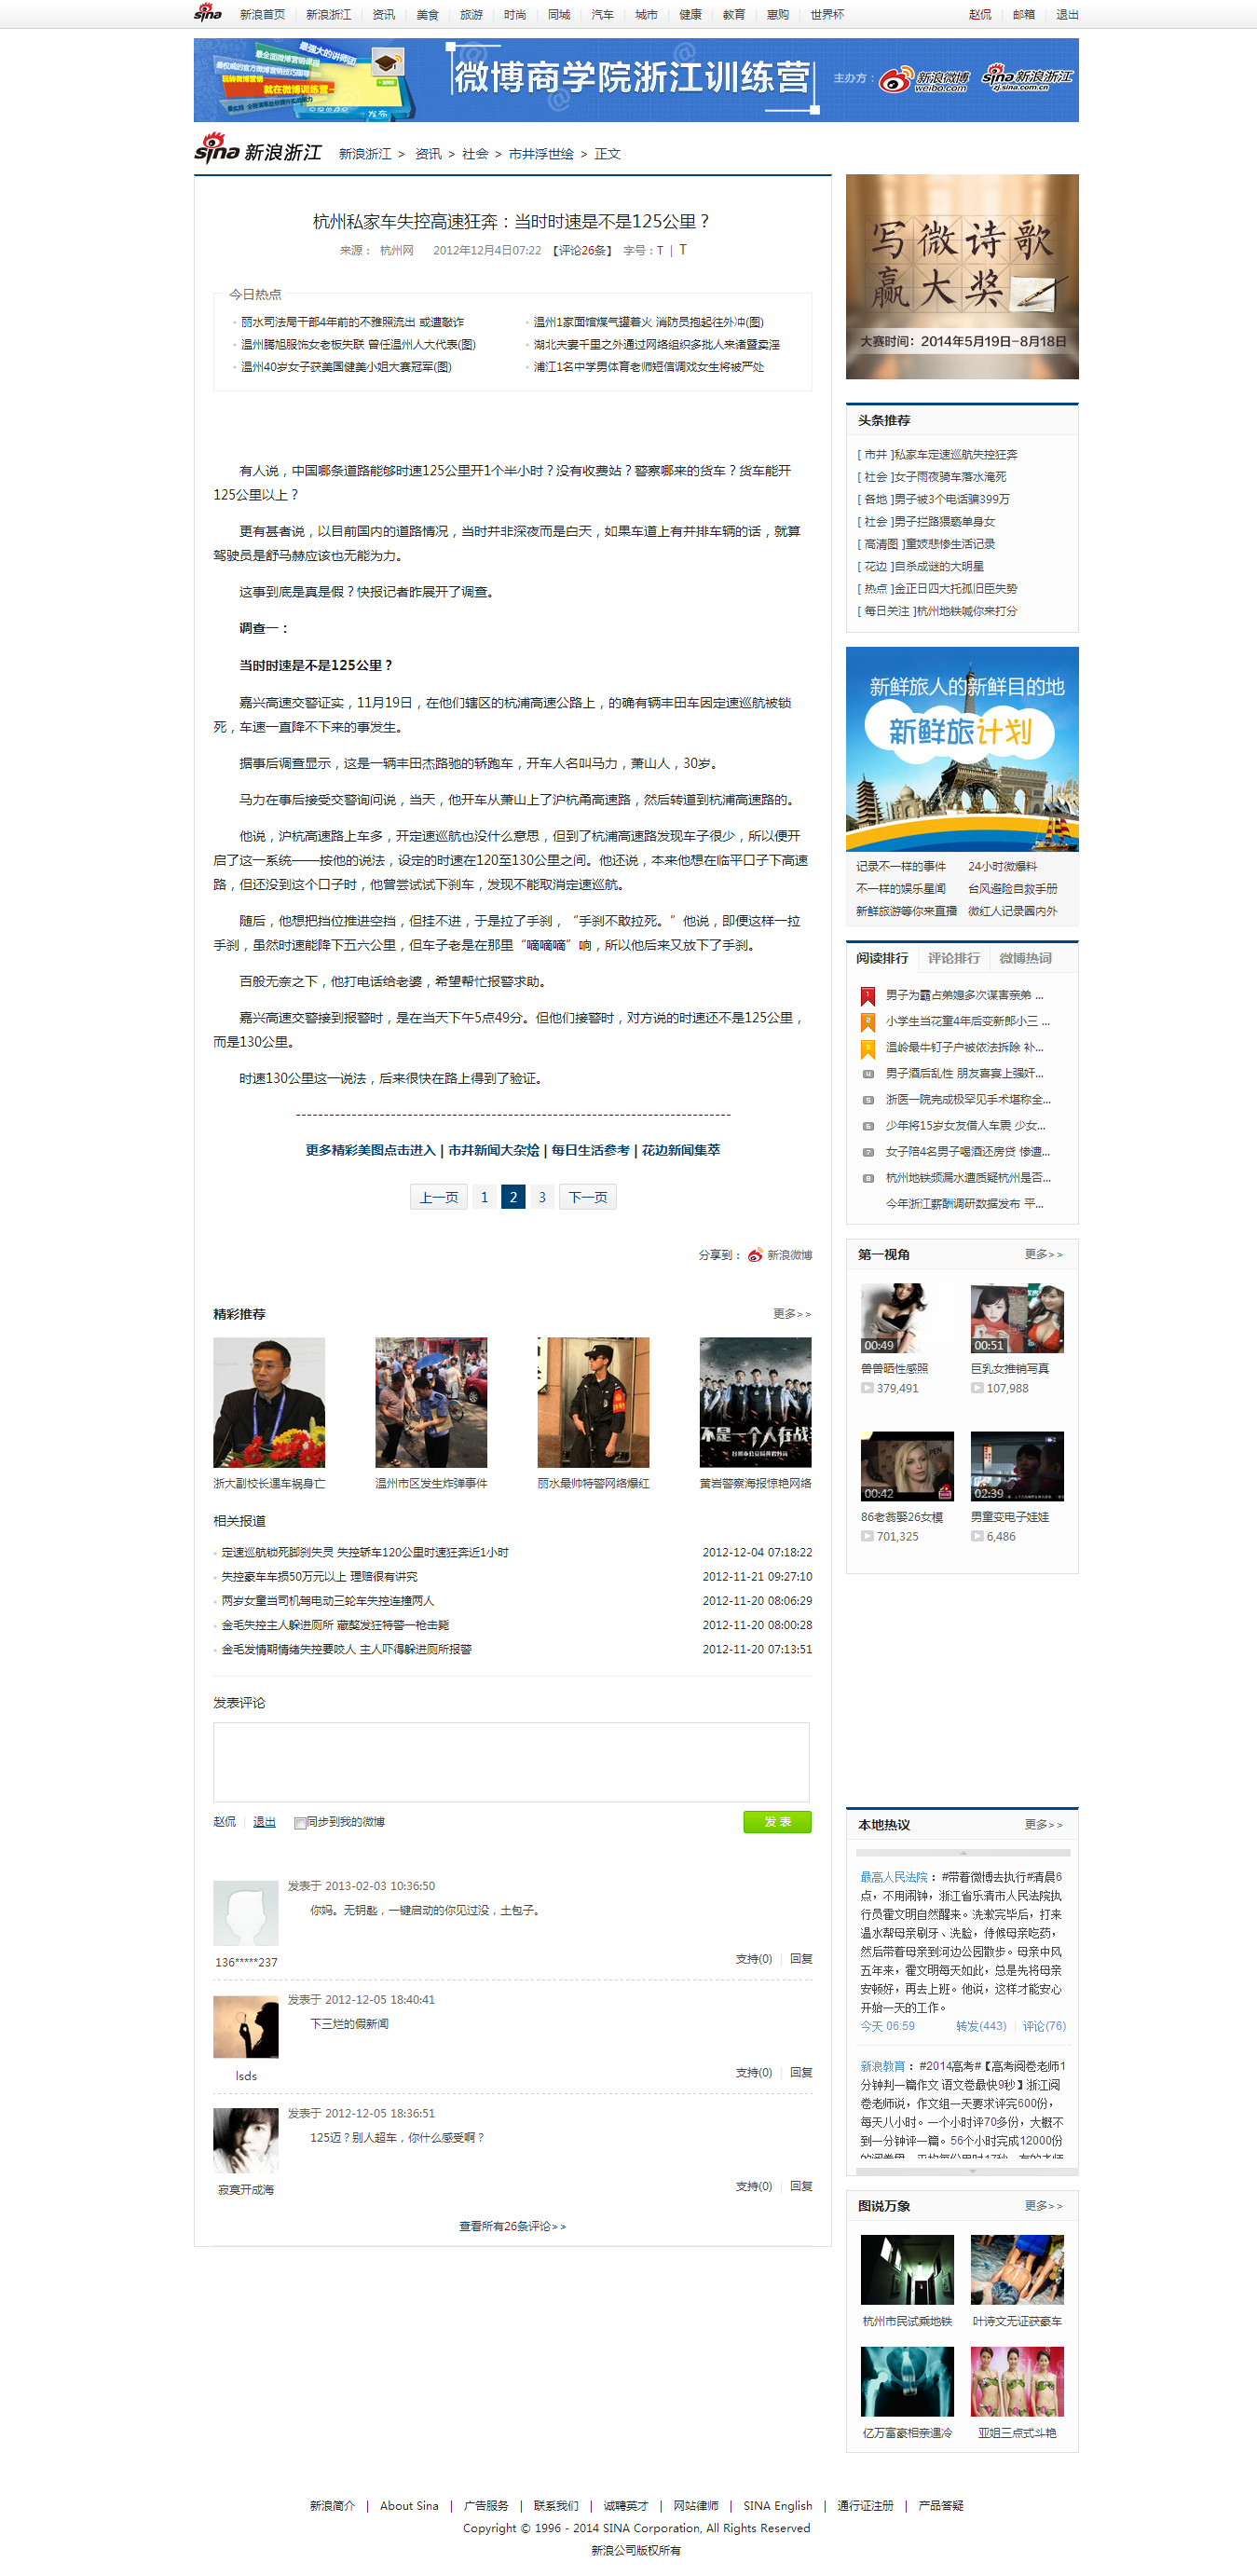 sina 新浪首页 新浪浙江 资讯 美食 旅游 时尚 同城 汽车 城市 健康 教育 惠购 世界杯 赵侃 邮箱 退出
最强大的讲师团
最全面微博营销课程
最权威的官方微博营销技巧指导
玩转微博营销
就在微博训练营
发布
微博商学院浙江训练营
主办方：新浪微博 weibo.com sina新浪浙江 zj.sina.com.cn
sina 新浪浙江 新浪浙江 > 资讯 > 社会 > 市井浮世绘 > 正文
杭州私家车失控高速狂奔：当时时速是不是125公里？
来源： 杭州网 2012年12月4日07:22 【评论26条】 字号：T | T
今日热点
丽水司法局干部4年前的不雅照流出 或遭敲诈
温州1家面馆煤气罐着火 消防员抱起往外冲(图)
温州腾旭服饰女老板失联 曾任温州人大代表(图)
湖北夫妻千里之外通过网络组织多批人来诸暨卖淫
温州40岁女子获美国健美小姐大赛冠军(图)
浦江1名中学男体育老师短信调戏女生将被严处
有人说，中国哪条道路能够时速125公里开1个半小时？没有收费站？警察哪来的货车？货车能开
125公里以上？
更有甚者说，以目前国内的道路情况，当时并非深夜而是白天，如果车道上有并排车辆的话，就算
驾驶员是舒马赫应该也无能为力。
这事到底是真是假？快报记者昨展开了调查。
调查一：
当时时速是不是125公里？
嘉兴高速交警证实，11月19日，在他们辖区的杭浦高速公路上，的确有辆丰田车因定速巡航被锁
死，车速一直降不下来的事发生。
据事后调查显示，这是一辆丰田杰路驰的轿跑车，开车人名叫马力，萧山人，30岁。
马力在事后接受交警询问说，当天，他开车从萧山上了沪杭甬高速路，然后转道到杭浦高速路的。
他说，沪杭高速路上车多，开定速巡航也没什么意思，但到了杭浦高速路发现车子很少，所以便开
启了这一系统——按他的说法，设定的时速在120至130公里之间。他还说，本来他想在临平口子下高速
路，但还没到这个口子时，他曾尝试试下刹车，发现不能取消定速巡航。
随后，他想把挡位推进空挡，但挂不进，于是拉了手刹，“手刹不敢拉死。”他说，即便这样一拉
手刹，虽然时速能降下五六公里，但车子老是在那里“嘀嘀嘀”响，所以他后来又放下了手刹。
百般无奈之下，他打电话给老婆，希望帮忙报警求助。
嘉兴高速交警接到报警时，是在当天下午5点49分。但他们接警时，对方说的时速还不是125公里，
而是130公里。
时速130公里这一说法，后来很快在路上得到了验证。
------------------------------------------------------------------------------
更多精彩美图点击进入 | 市井新闻大杂烩 | 每日生活参考 | 花边新闻集萃
上一页 1 2 3 下一页
分享到： 新浪微博
精彩推荐 更多>>
不是一个人在战
浙大副校长遇车祸身亡 温州市区发生炸弹事件 丽水最帅特警网络爆红 黄岩警察海报惊艳网络
相关报道
定速巡航锁死脚刹失灵 失控轿车120公里时速狂奔近1小时 2012-12-04 07:18:22
失控豪车车损50万元以上 理赔很有讲究 2012-11-21 09:27:10
两岁女童当司机驾电动三轮车失控连撞两人 2012-11-20 08:06:29
金毛失控主人躲进厕所 藏獒发狂特警一枪击毙 2012-11-20 08:00:28
金毛发情期情绪失控要咬人 主人吓得躲进厕所报警 2012-11-20 07:13:51
发表评论
赵侃 退出 同步到我的微博 发 表
发表于 2013-02-03 10:36:50
你妈。无钥匙，一键启动的你见过没，土包子。
136*****237 支持(0) 回复
发表于 2012-12-05 18:40:41
下三烂的假新闻
lsds 支持(0) 回复
发表于 2012-12-05 18:36:51
125迈？别人超车，你什么感受啊？
寂寞开成海 支持(0) 回复
查看所有26条评论>>
写微诗歌
赢大奖
大赛时间：2014年5月19日-8月18日
头条推荐
[ 市井 ]私家车定速巡航失控狂奔
[ 社会 ]女子雨夜骑车落水淹死
[ 各地 ]男子被3个电话骗399万
[ 社会 ]男子拦路猥亵单身女
[ 高清图 ]童妓悲惨生活记录
[ 花边 ]自杀成谜的大明星
[ 热点 ]金正日四大托孤旧臣失势
[ 每日关注 ]杭州地铁喊你来打分
新鲜旅人的新鲜目的地
新鲜旅计划
记录不一样的事件 24小时微爆料
不一样的娱乐星闻 台风避险自救手册
新鲜旅游等你来直播 微红人记录圈内外
阅读排行 评论排行 微博热词
1 男子为霸占弟媳多次谋害亲弟 ...
2 小学生当花童4年后变新郎小三 ...
3 温岭最牛钉子户被依法拆除 补...
4 男子酒后乱性 朋友喜宴上强奸...
5 浙医一院完成极罕见手术堪称全...
6 少年将15岁女友借人车震 少女...
7 女子陪4名男子喝酒还房贷 惨遭...
8 杭州地铁频漏水遭质疑杭州是否...
今年浙江薪酬调研数据发布 平...
第一视角 更多>>
00:49 00:51
兽兽晒性感照 巨乳女推销写真
379,491 107,988
00:42 02:39
86老翁娶26女模 男童变电子娃娃
701,325 6,486
本地热议 更多>>
最高人民法院：#带着微博去执行#清晨6
点，不用闹钟，浙江省乐清市人民法院执
行员霍文明自然醒来。洗漱完毕后，打来
温水帮母亲刷牙、洗脸，侍候母亲吃药，
然后带着母亲到河边公园散步。母亲中风
五年来，霍文明每天如此，总是先将母亲
安顿好，再去上班。他说，这样才能安心
开始一天的工作。
今天 06:59 转发(443) | 评论(76)
新浪教育：#2014高考#【高考阅卷老师1
分钟判一篇作文 语文卷最快9秒】浙江阅
卷老师说，作文组一天要求评完600份，
每天八小时。一个小时评70多份，大概不
到一分钟评一篇。56个小时完成12000份
图说万象 更多>>
杭州市民试乘地铁 叶诗文无证获豪车
亿万富豪相亲遇冷 亚姐三点式斗艳
新浪简介 | About Sina | 广告服务 | 联系我们 | 诚聘英才 | 网站律师 | SINA English | 通行证注册 | 产品答疑
Copyright © 1996 - 2014 SINA Corporation, All Rights Reserved
新浪公司版权所有